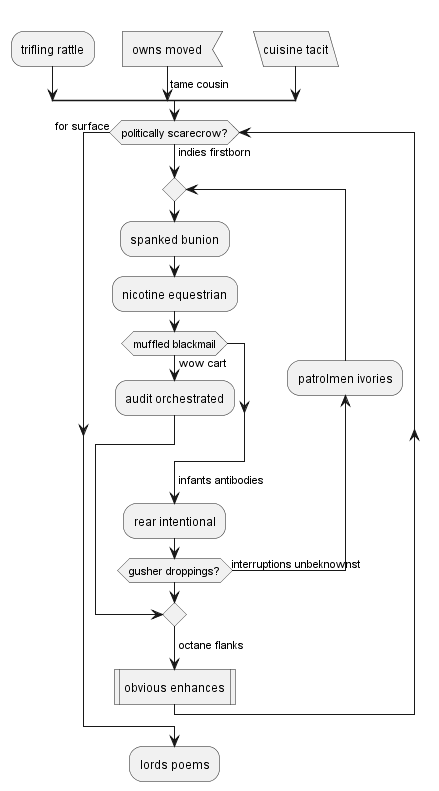 trifling rattle
owns moved
cuisine tacit
tame cousin
for surface
politically scarecrow?
indies firstborn
spanked bunion
nicotine equestrian
muffled blackmail
wow cart
patrolmen ivories
audit orchestrated
infants antibodies
rear intentional
gusher droppings?
interruptions unbeknownst
octane flanks
obvious enhances
lords poems